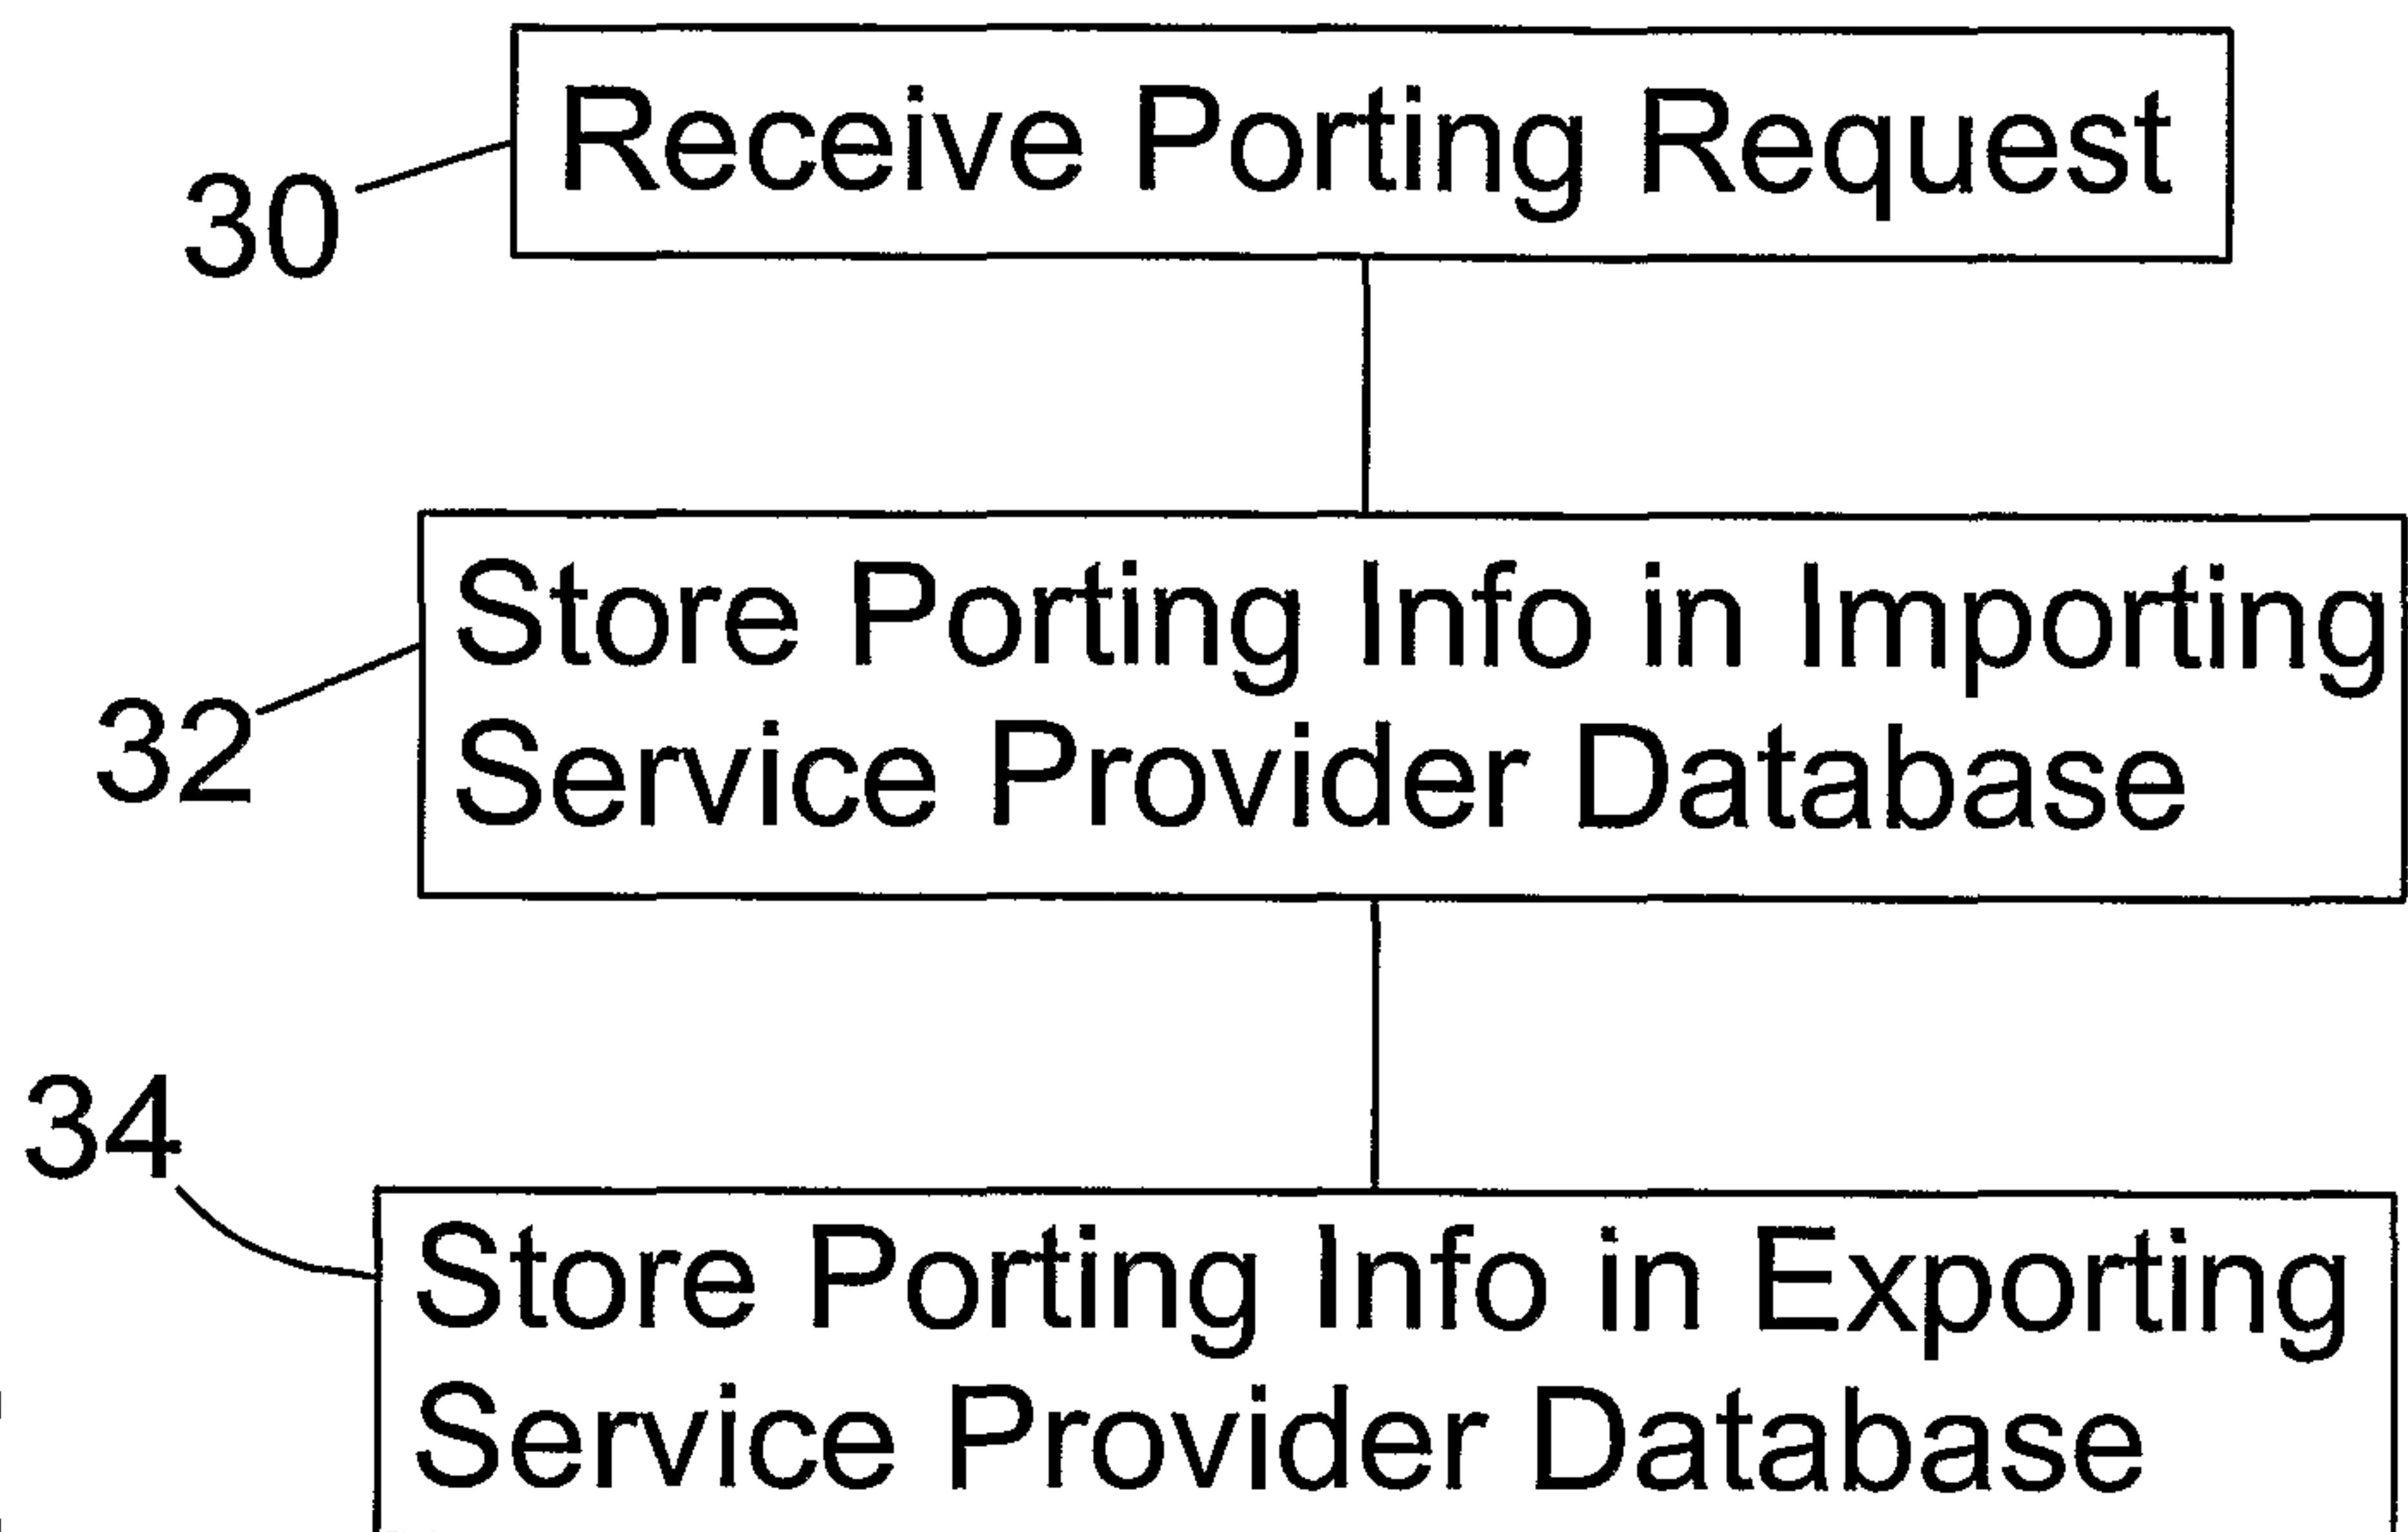 Receive Porting Request
30
Store Porting Info in Importing
Service Provider Database
32
34
Store Porting Info in Exporting
Service Provider Database